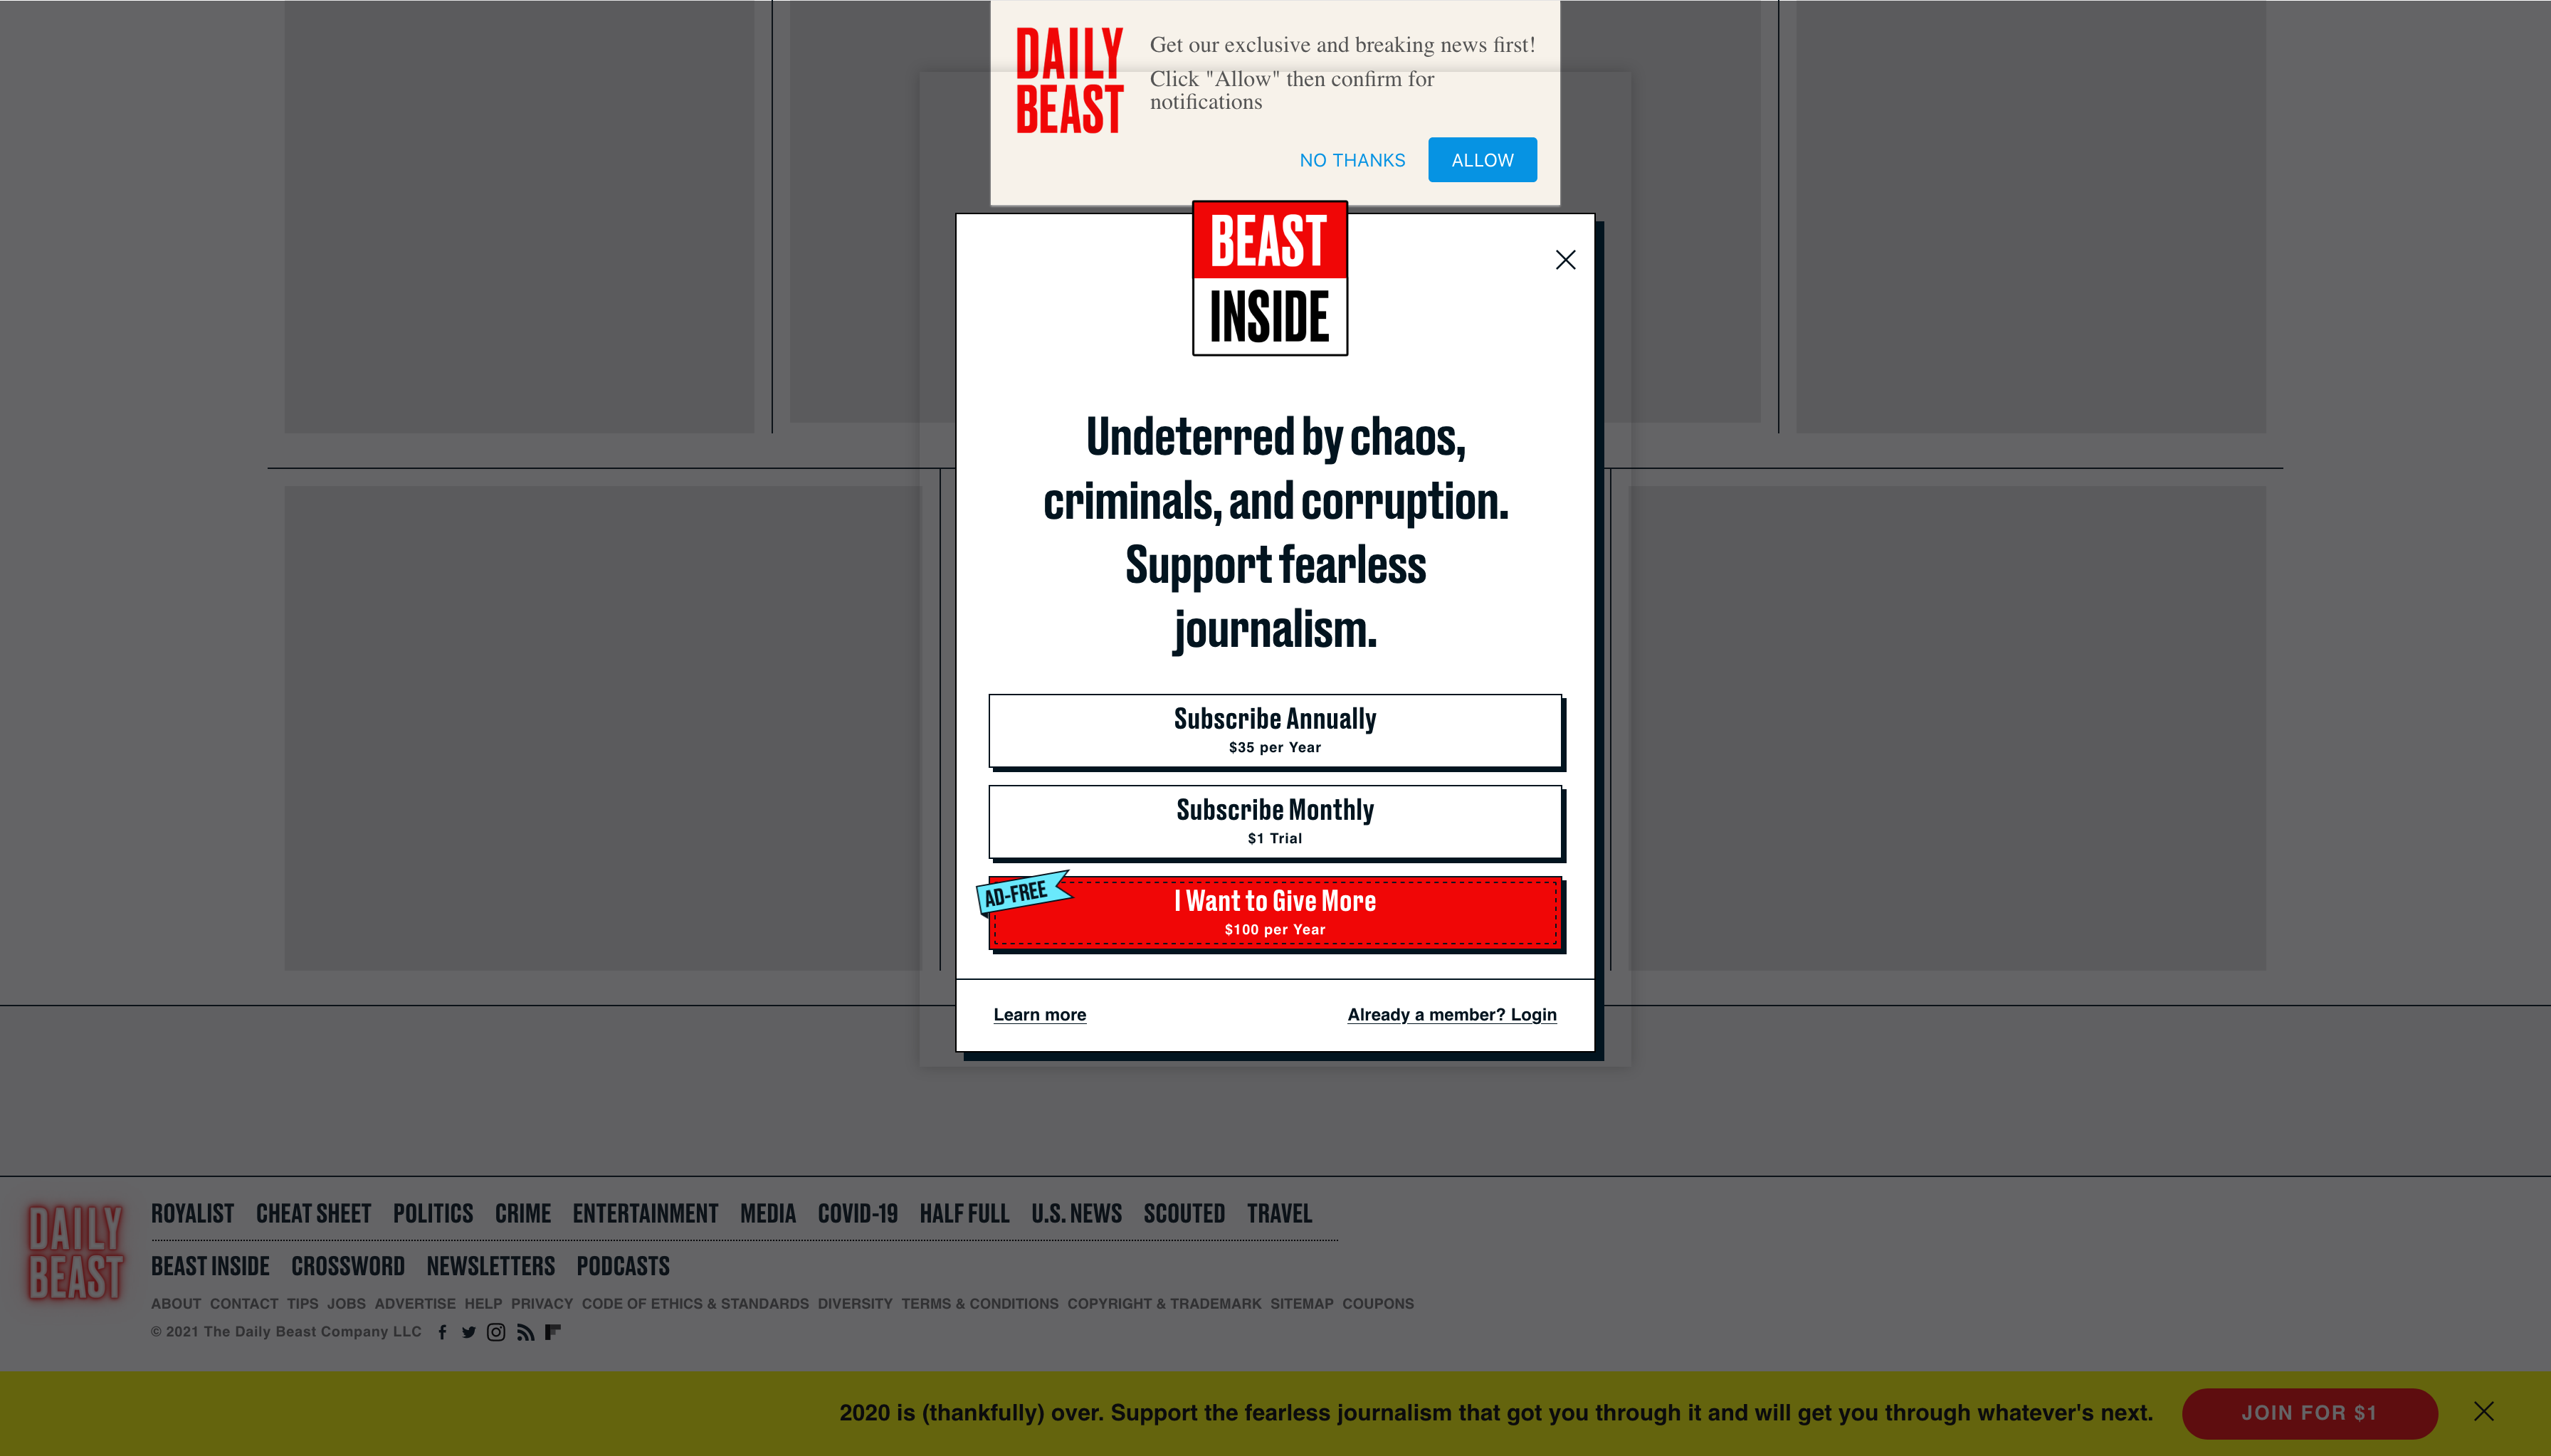 DAILY
BEAST
Get our exclusive and breaking news first!
Click "Allow" then confirm for
notifications
NO THANKS
ALLOW
BEAST
INSIDE
Undeterred by chaos,
criminals, and corruption.
Support fearless
journalism.
Subscribe Annually
$35 per Year
Subscribe Monthly
$1 Trial
AD-FREE
I Want to Give More
$100 per Year
Learn more
Already a member? Login
DAILY
BEAST
ROYALIST CHEAT SHEET POLITICS CRIME ENTERTAINMENT MEDIA COVID-19 HALF FULL U.S. NEWS SCOUTED TRAVEL
BEAST INSIDE CROSSWORD NEWSLETTERS PODCASTS
ABOUT CONTACT TIPS JOBS ADVERTISE HELP PRIVACY CODE OF ETHICS & STANDARDS DIVERSITY TERMS & CONDITIONS COPYRIGHT & TRADEMARK SITEMAP COUPONS
© 2021 The Daily Beast Company LLC
2020 is (thankfully) over. Support the fearless journalism that got you through it and will get you through whatever's next.
JOIN FOR $1